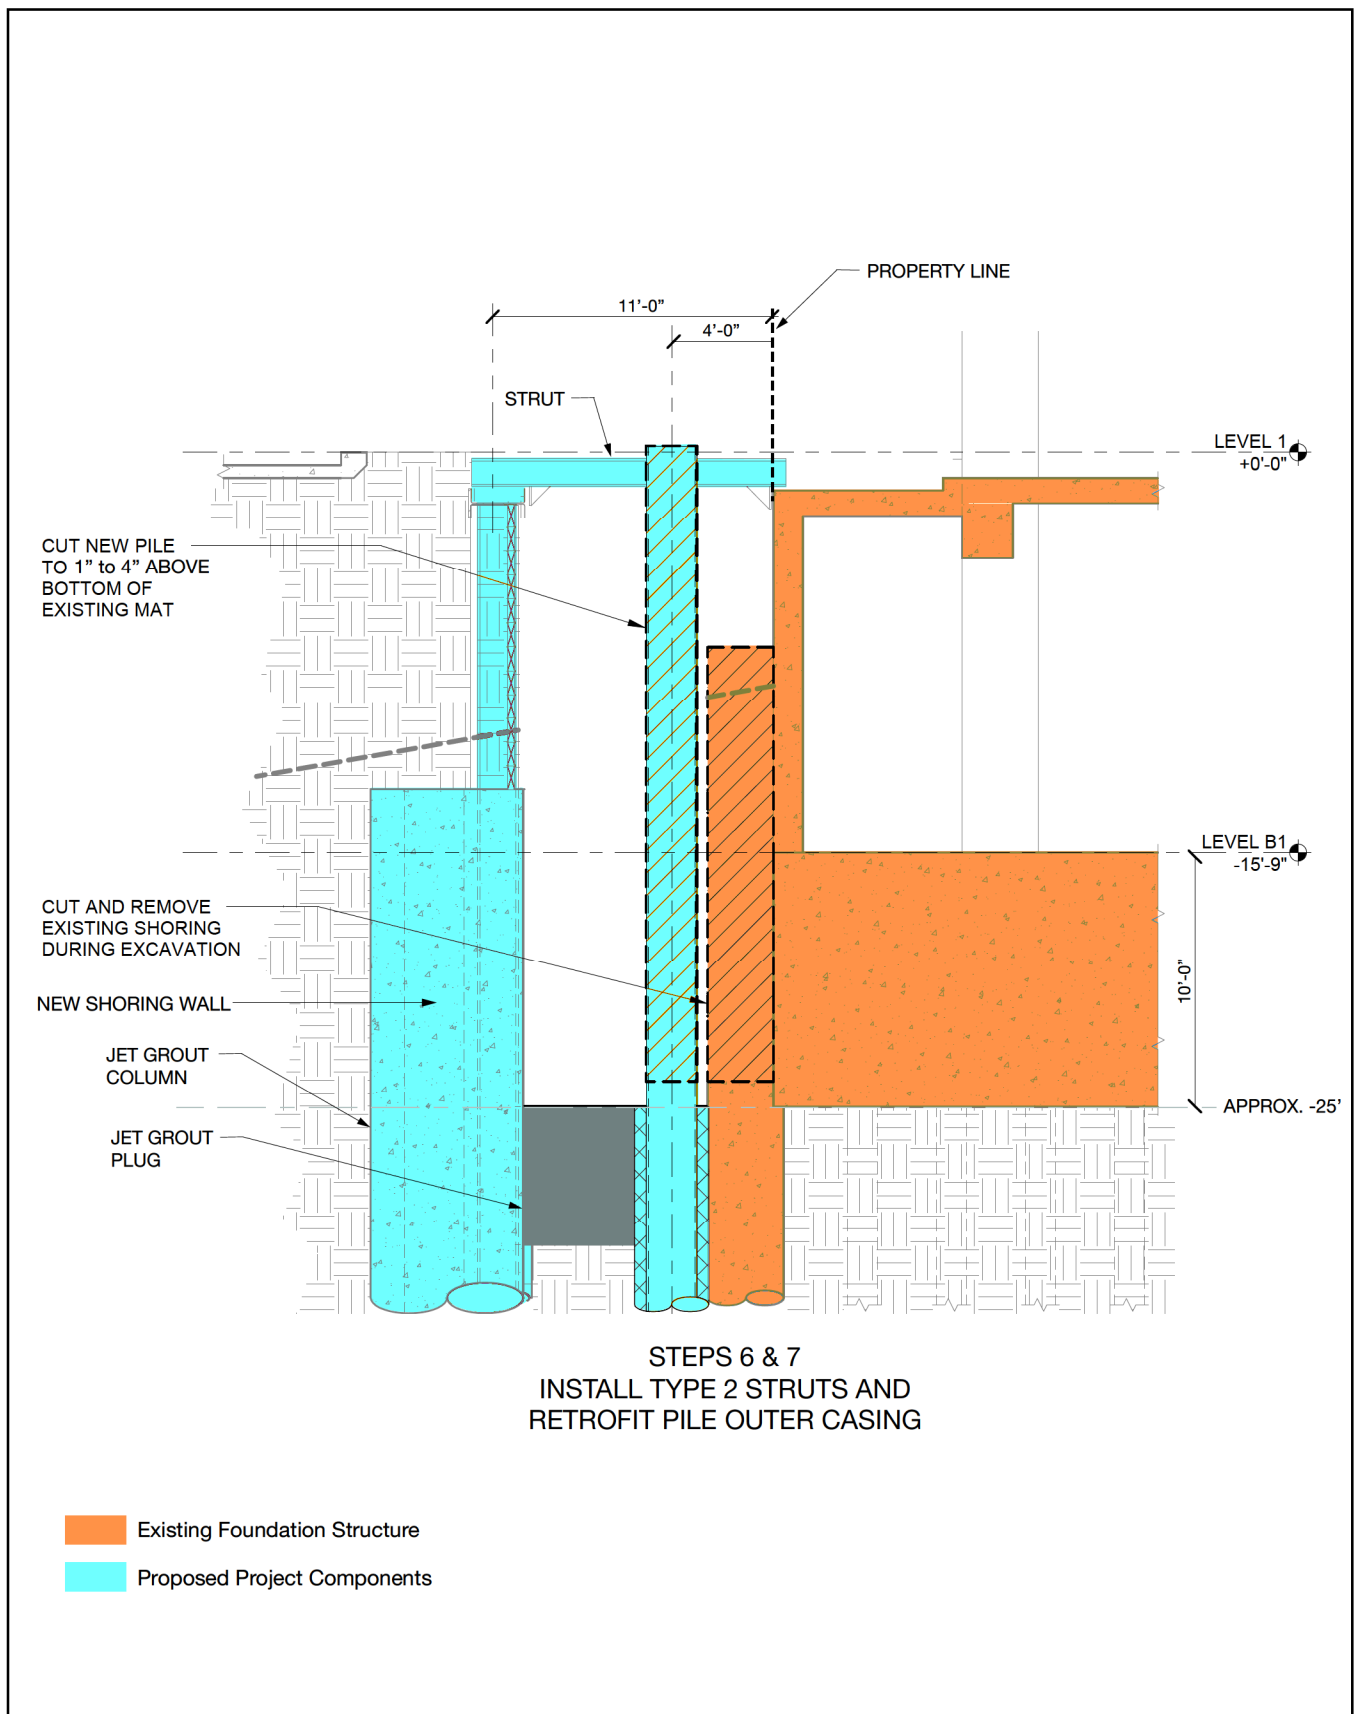 PROPERTY LINE
11'-0”
4'-0”
STRUT
LEVEL 1
+0'-0"
CUT NEW PILE
TO 1” to 4” ABOVE
BOTTOM OF
EXISTING MAT
LEVEL B1
-15'-9"
CUT AND REMOVE
EXISTING SHORING
DURING EXCAVATION
10'-0”
NEW SHORING WALL
JET GROUT
COLUMN
APPROX. -25'
JET GROUT
PLUG
STEPS 6 & 7
INSTALL TYPE 2 STRUTS AND
RETROFIT PILE OUTER CASING
Existing Foundation Structure
Proposed Project Components